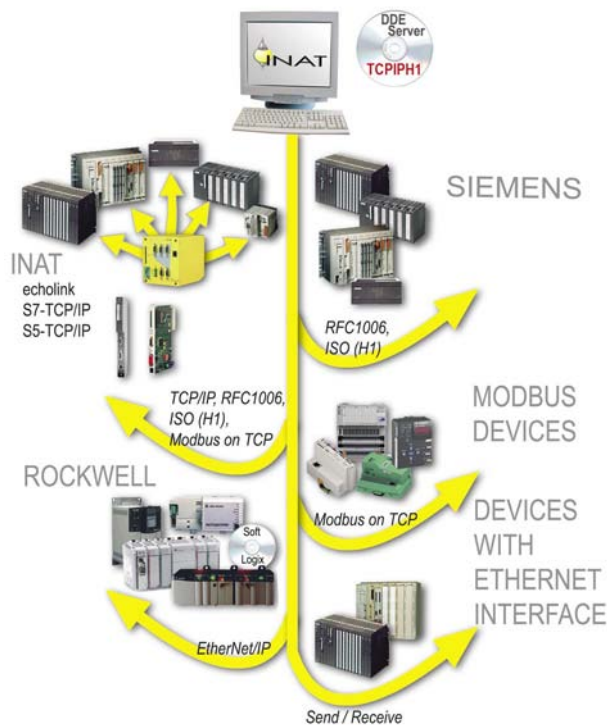 DDE
Server
TCPIPH1
INAT
SIEMENS
INAT
echolink
S7-TCP/IP
S5-TCP/IP
RFC1006,
ISO (H1)
TCP/IP, RFC1006,
ISO (H1),
Modbus on TCP
MODBUS
DEVICES
ROCKWELL
Soft
Logix
Modbus on TCP
DEVICES
WITH
ETHERNET
INTERFACE
EtherNet/IP
Send / Receive